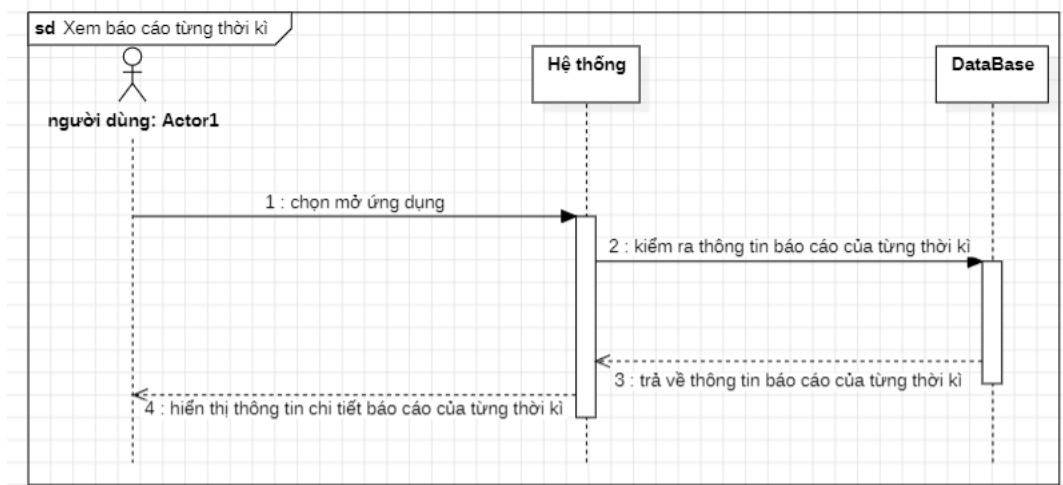 sd Xem báo cáo từng thời kì
Hệ thống
DataBase
người dùng: Actor1
1 : chọn mở ứng dụng
2 : kiểm ra thông tin báo cáo của từng thời kì
3 : trả về thông tin báo cáo của từng thời kì
4 : hiển thị thông tin chi tiết báo cáo của từng thời kì